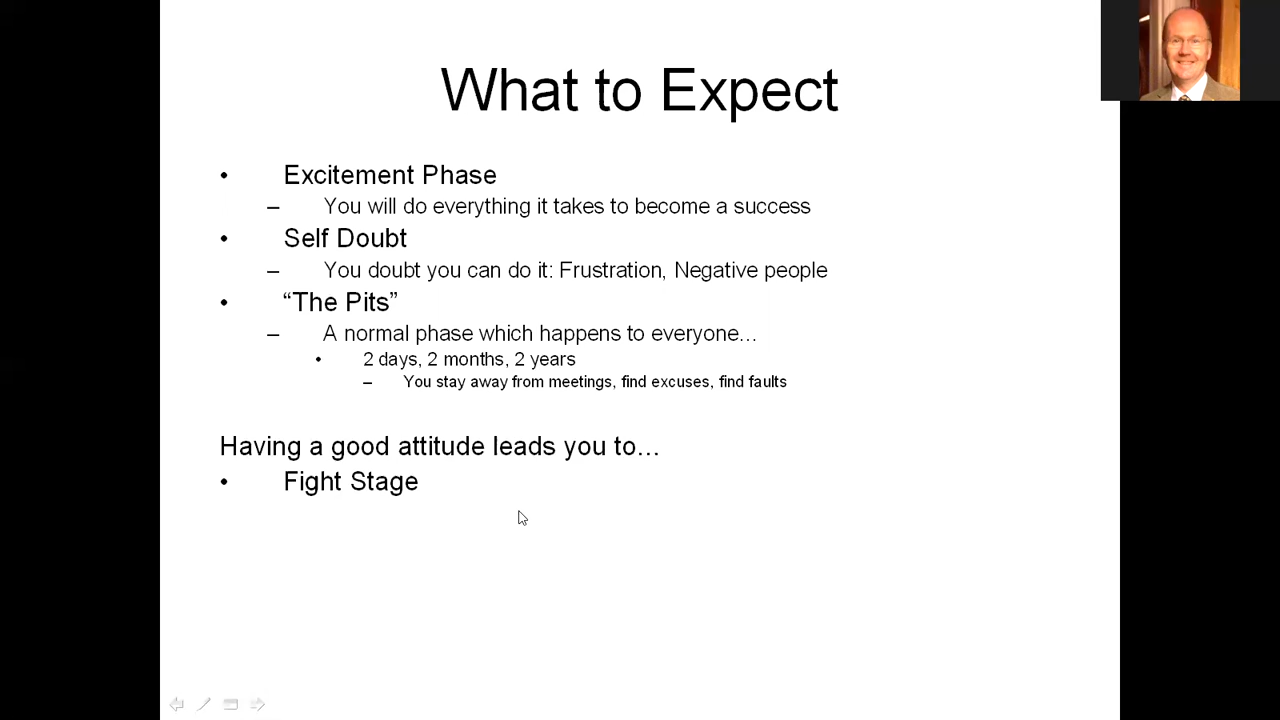 What to Expect
• Excitement Phase
– You will do everything it takes to become a success
• Self Doubt
– You doubt you can do it: Frustration, Negative people
• “The Pits”
– A normal phase which happens to everyone…
• 2 days, 2 months, 2 years
– You stay away from meetings, find excuses, find faults
Having a good attitude leads you to…
• Fight Stage